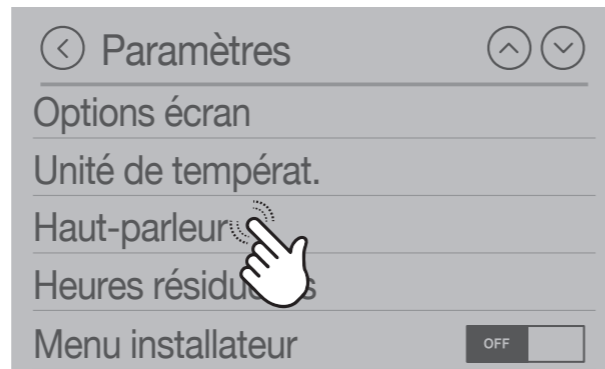 Paramètres
Options écran
Unité de températ.
Haut-parleur
Heures
Menu installateur OFF